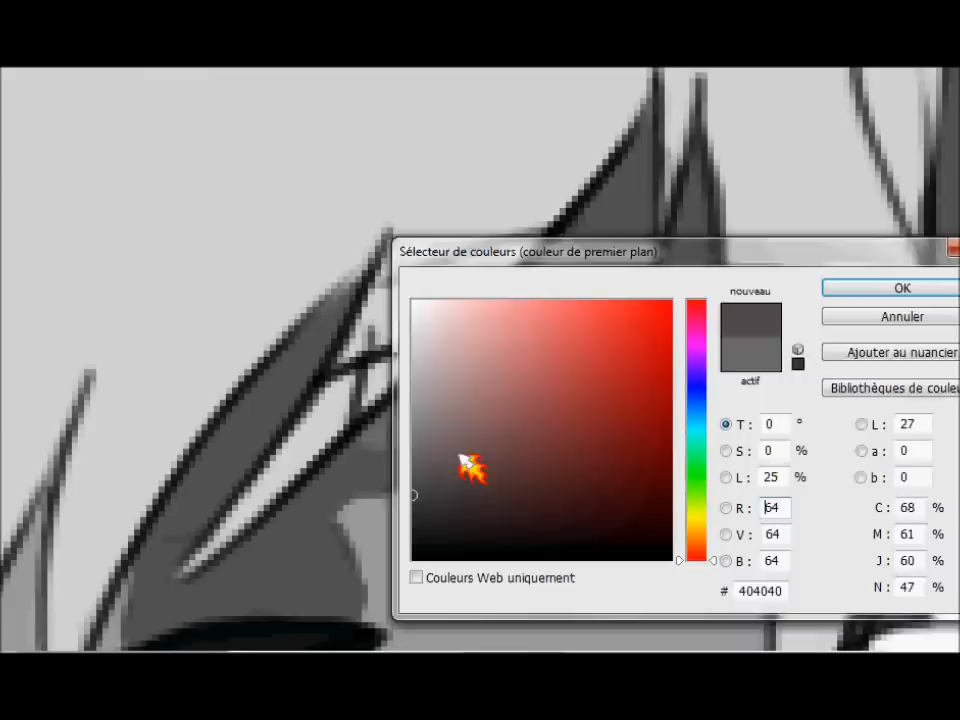 Sélecteur de couleurs (couleur de premier plan)
nouveau
OK
Annuler
Ajouter au nuancier
actif
Bibliothèques de
T : 0 °
L : 27
S : 0 %
a : 0
L : 25 %
b : 0
R : 64
C : 68 %
V : 64
M : 61 %
B : 64
J : 60 %
Couleurs Web uniquement
# 404040
N : 47 %